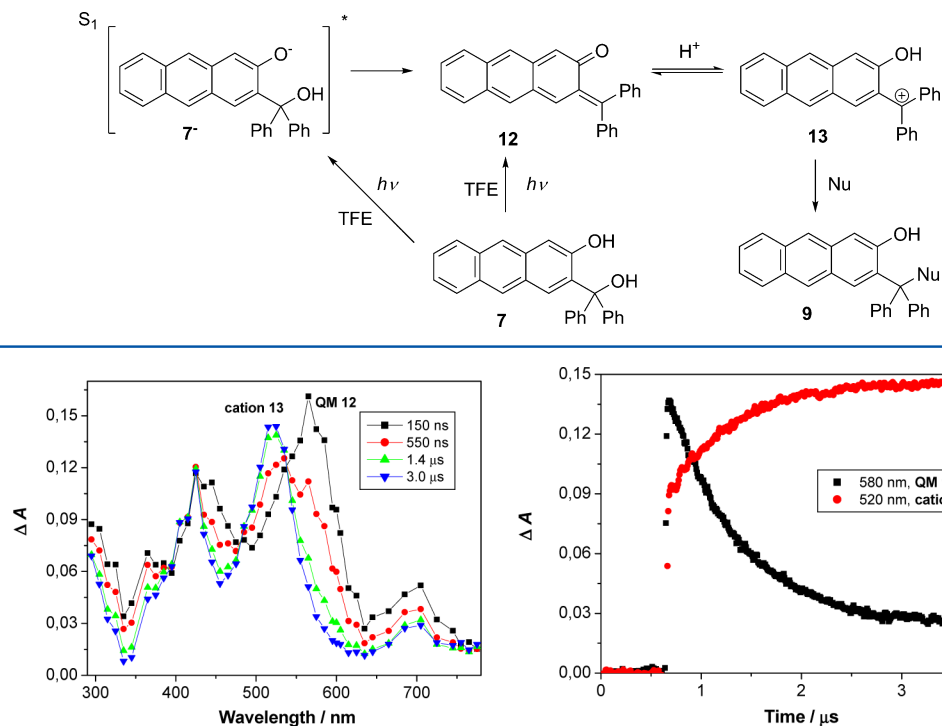 S1
*
O-
OH
Ph Ph
7-
O
Ph
Ph
12
H+
OH
Ph
Ph
13
hν
TFE
TFE
hν
Nu
OH
OH
Ph Ph
7
OH
Nu
Ph Ph
9
0,15
0,12
0,09
0,06
0,03
0,00
Δ A
cation 13
QM 12
150 ns
550 ns
1.4 μs
3.0 μs
300 400 500 600 700
Wavelength / nm
0,15
0,12
0,09
0,06
0,03
0,00
Δ A
580 nm, QM
520 nm, catio
0 1 2 3
Time / μs